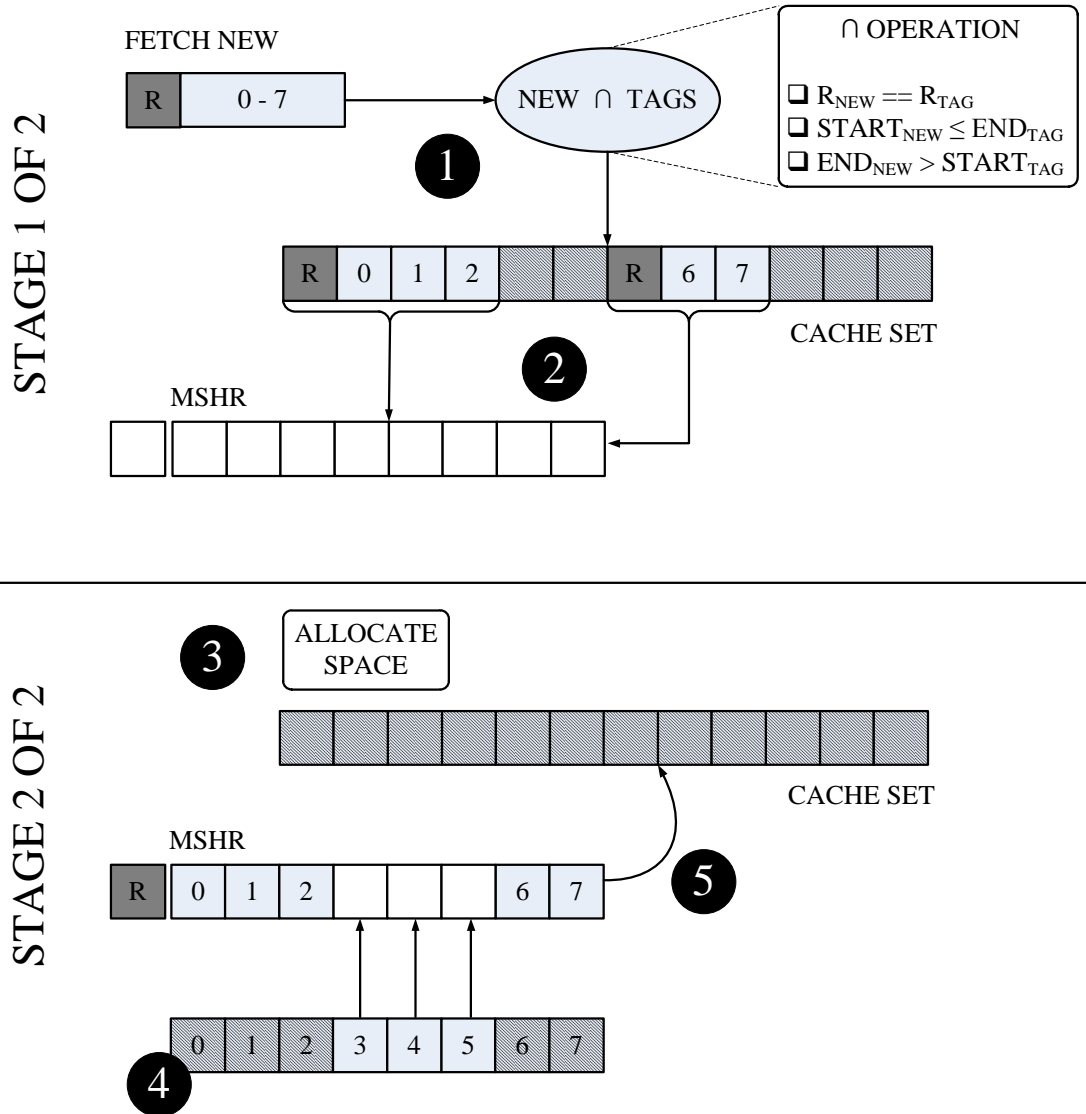 STAGE 1 OF 2
FETCH NEW
R 0 - 7
NEW ∩ TAGS
∩ OPERATION
❑ R_NEW == R_TAG
❑ START_NEW ≤ END_TAG
❑ END_NEW > START_TAG
1
R 0 1 2 R 6 7
CACHE SET
2
MSHR
STAGE 2 OF 2
3
ALLOCATE
SPACE
CACHE SET
MSHR
R 0 1 2 6 7
5
0 1 2 3 4 5 6 7
4